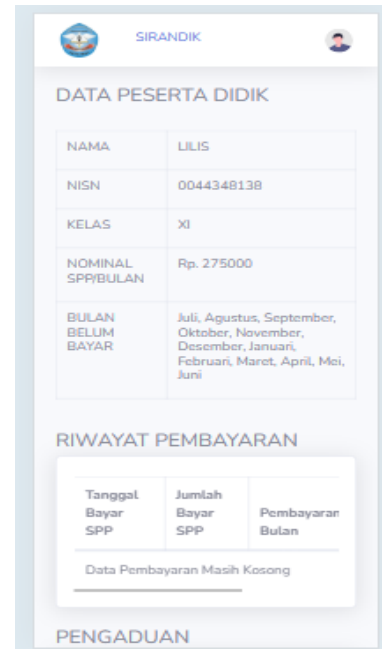 SIRANDIK
DATA PESERTA DIDIK
NAMA LILIS
NISN 0044348138
KELAS XI
NOMINAL SPP/BULAN Rp. 275000
BULAN BELUM BAYAR Juli, Agustus, September,
Oktober, November,
Desember, Januari,
Februari, Maret, April, Mei,
Juni
RIWAYAT PEMBAYARAN
Tanggal Bayar SPP Jumlah Bayar SPP Pembayaran Bulan
Data Pembayaran Masih Kosong
PENGADUAN